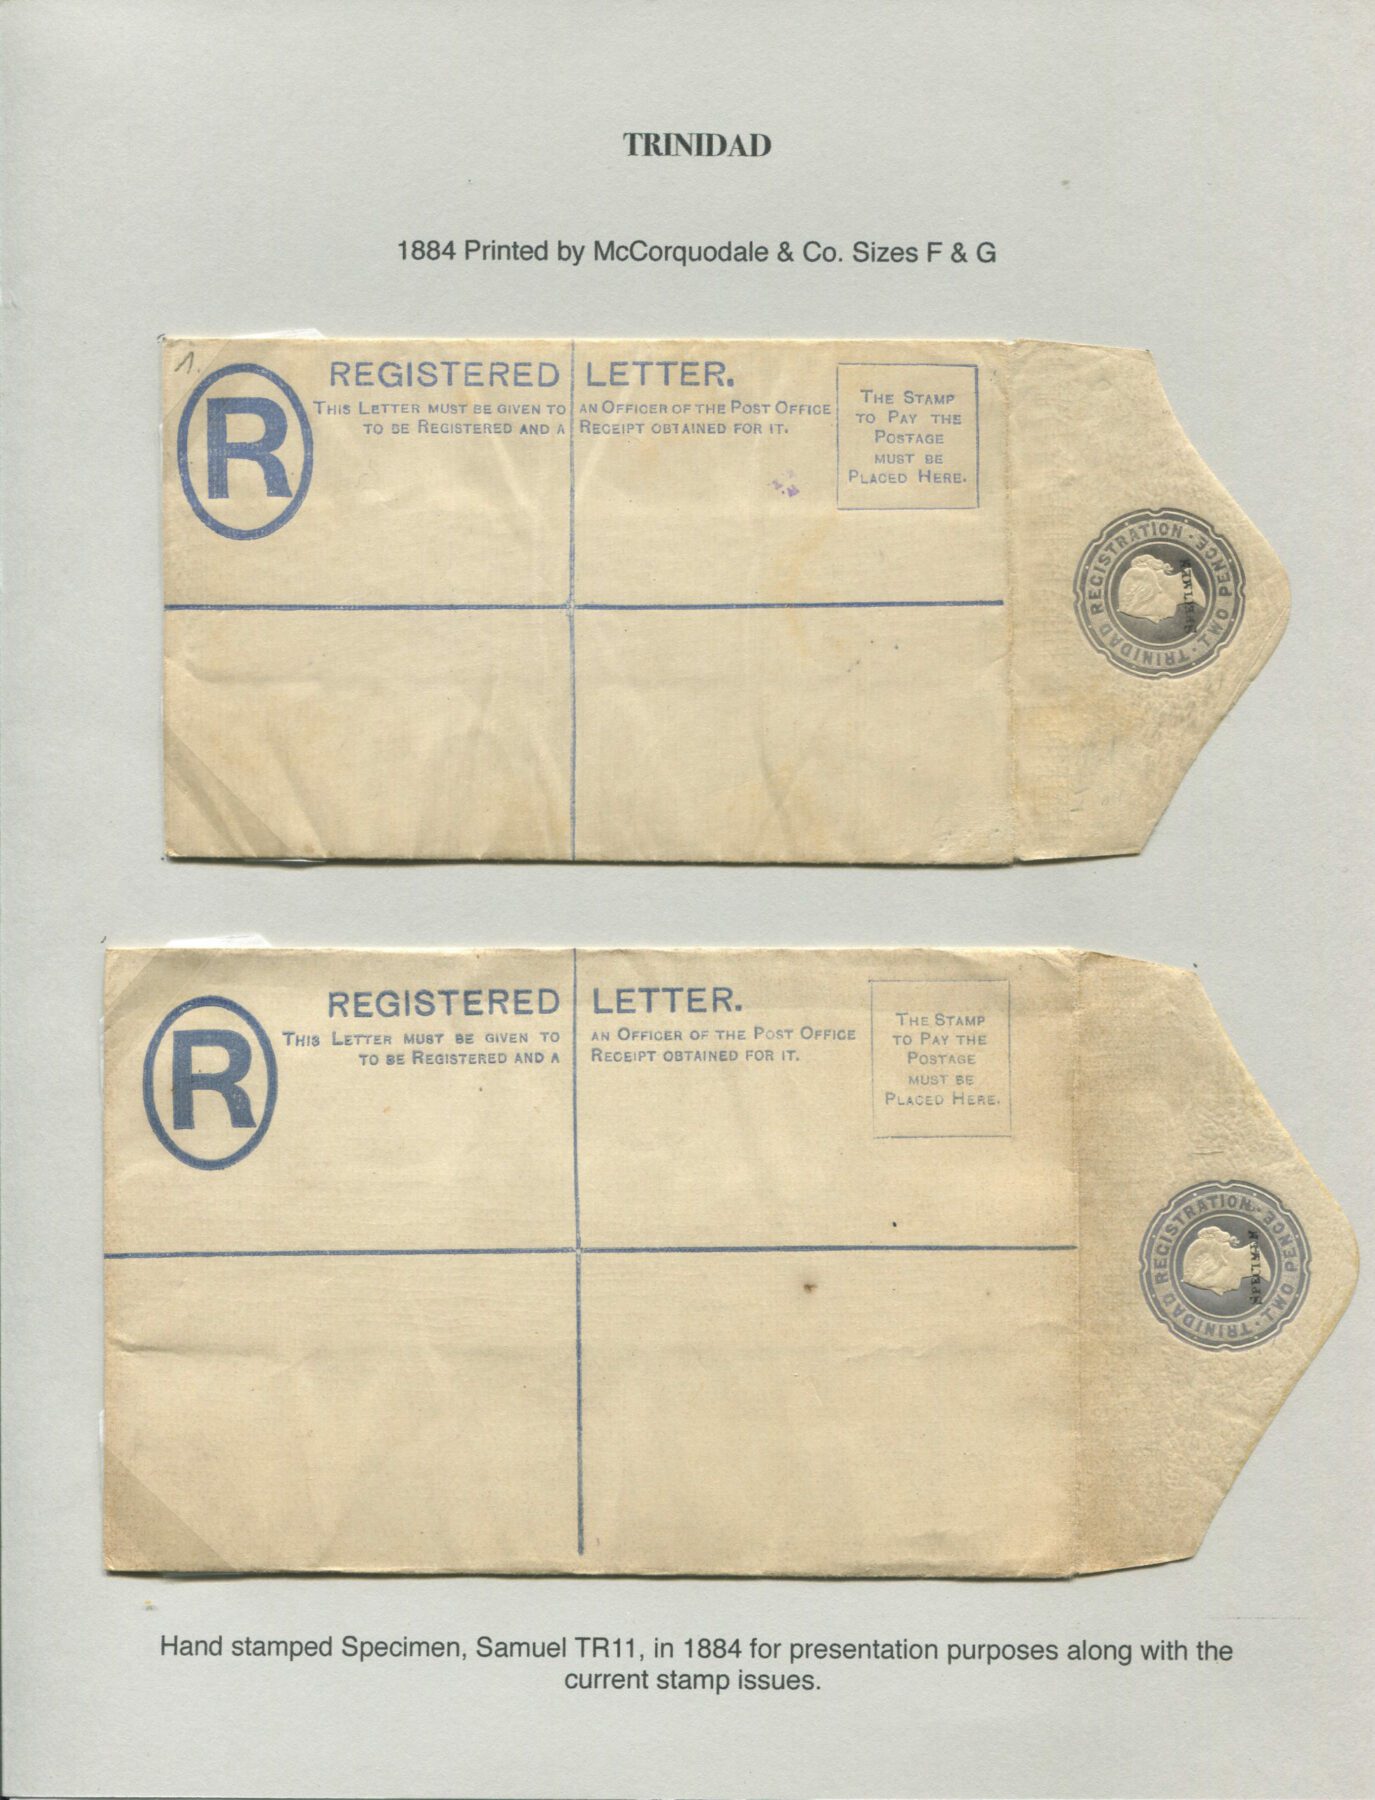 TRINIDAD
1884 Printed by McCorquodale & Co. Sizes F & G
1.
R
REGISTERED LETTER.
THIS LETTER MUST BE GIVEN TO AN OFFICER OF THE POST OFFICE
TO BE REGISTERED AND A RECEIPT OBTAINED FOR IT.
THE STAMP
TO PAY THE
POSTAGE
MUST BE
PLACED HERE.
TRINIDAD REGISTRATION · TWO PENCE ·
SPECIMEN
R
REGISTERED LETTER.
THIS LETTER MUST BE GIVEN TO AN OFFICER OF THE POST OFFICE
TO BE REGISTERED AND A RECEIPT OBTAINED FOR IT.
THE STAMP
TO PAY THE
POSTAGE
MUST BE
PLACED HERE.
TRINIDAD REGISTRATION · TWO PENCE ·
SPECIMEN
Hand stamped Specimen, Samuel TR11, in 1884 for presentation purposes along with the
current stamp issues.